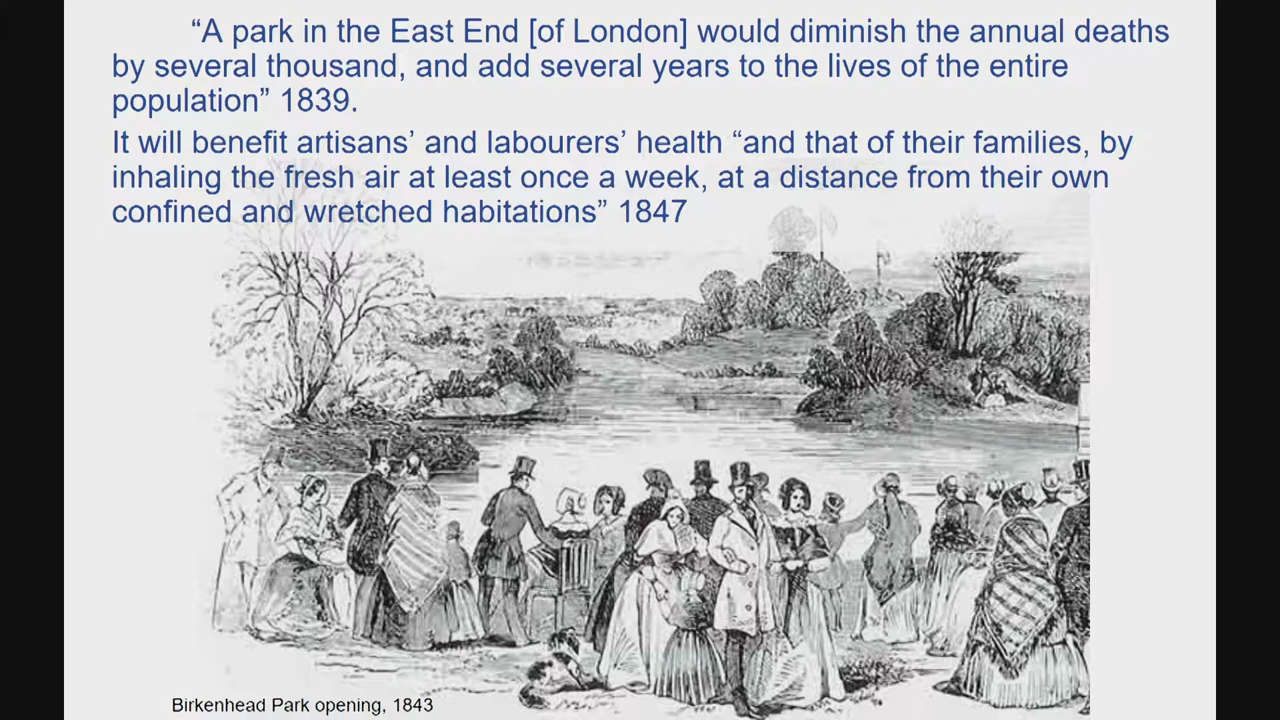 “A park in the East End [of London] would diminish the annual deaths
by several thousand, and add several years to the lives of the entire
population” 1839.
It will benefit artisans’ and labourers’ health “and that of their families, by
inhaling the fresh air at least once a week, at a distance from their own
confined and wretched habitations” 1847
Birkenhead Park opening, 1843